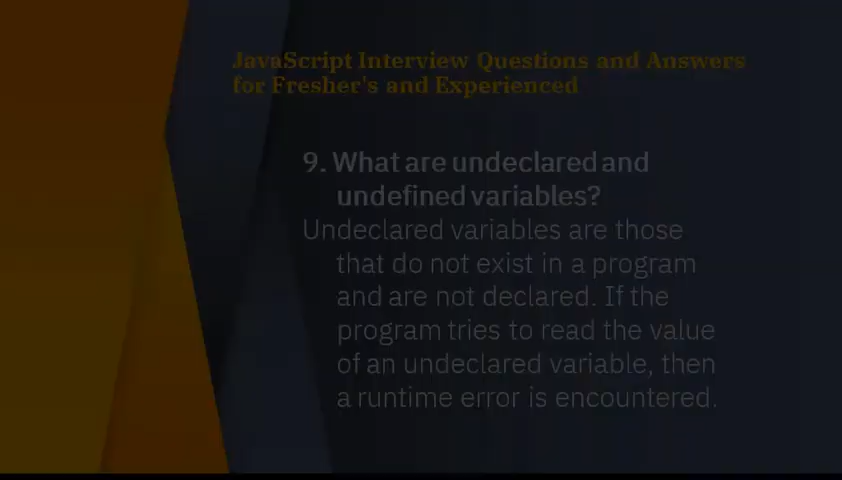 JavaScript Interview Questions and Answers
for Fresher's and Experienced
9. What are undeclared and
undefined variables?
Undeclared variables are those
that do not exist in a program
and are not declared. If the
program tries to read the value
of an undeclared variable, then
a runtime error is encountered.